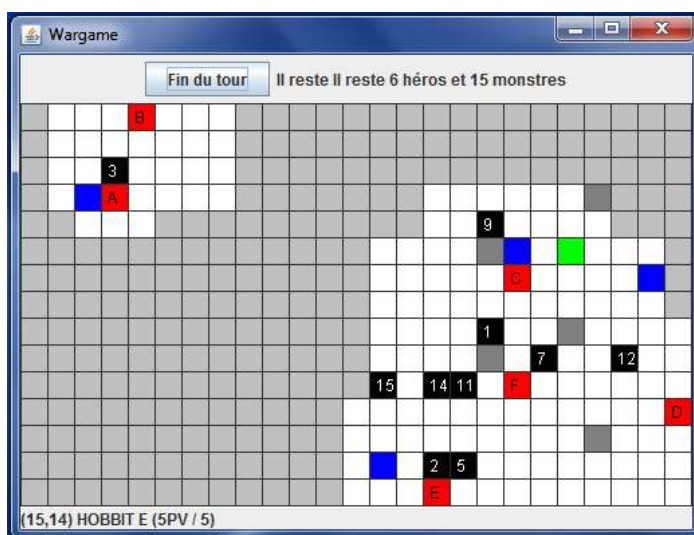 Wargame
Fin du tour Il reste Il reste 6 héros et 15 monstres
B
3
A
9
C
1
7 12
15 14 11 F
D
2 5
E
(15,14) HOBBIT E (5PV / 5)